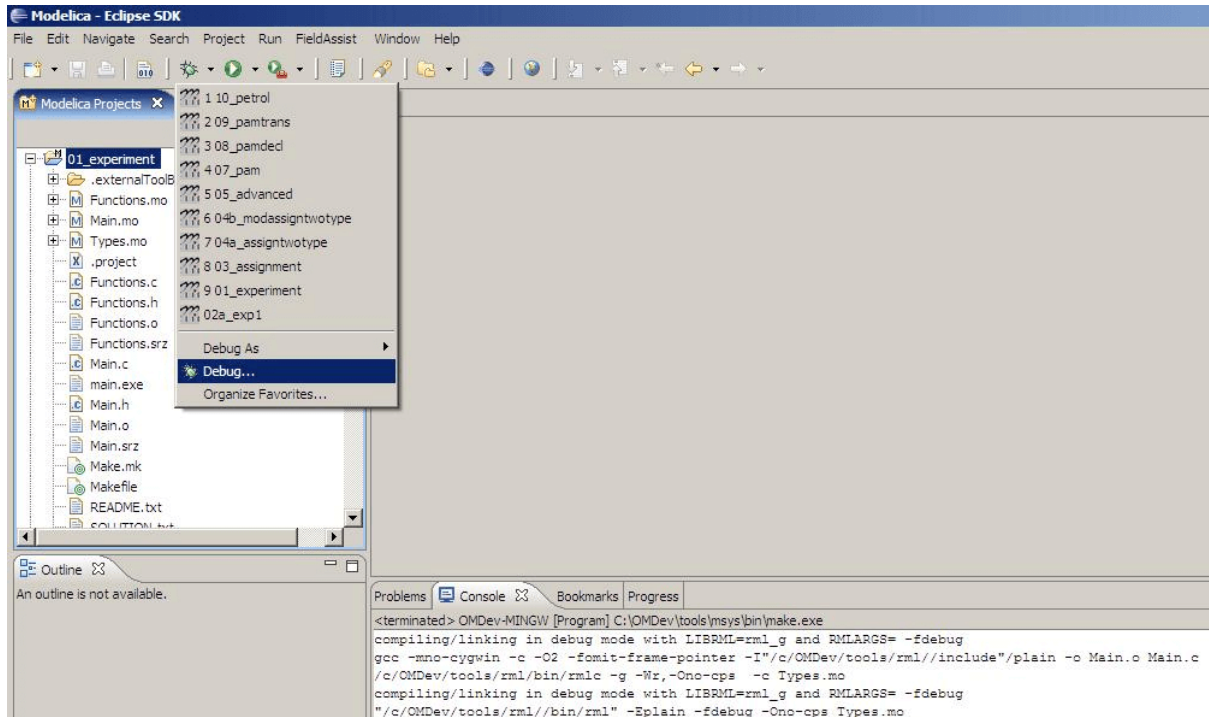 Modelica - Eclipse SDK
File Edit Navigate Search Project Run FieldAssist Window Help
Modelica Projects
01_experiment
.externalToolB
Functions.mo
Main.mo
Types.mo
.project
Functions.c
Functions.h
Functions.o
Functions.srz
Main.c
main.exe
Main.h
Main.o
Main.srz
Make.mk
Makefile
README.txt
SOLUTION.txt
1 10_petrol
2 09_pamtrans
3 08_pamdecl
4 07_pam
5 05_advanced
6 04b_modassigntwotype
7 04a_assigntwotype
8 03_assignment
9 01_experiment
02a_exp1
Debug As
Debug...
Organize Favorites...
Outline
An outline is not available.
Problems Console Bookmarks Progress
<terminated> OMDev-MINGW [Program] C:\OMDev\tools\msys\bin\make.exe
compiling/linking in debug mode with LIBRML=rml_g and RMLARGS= -fdebug
gcc -mno-cygwin -c -O2 -fomit-frame-pointer -I"/c/OMDev/tools/rml//include"/plain -o Main.o Main.c
/c/OMDev/tools/rml/bin/rmlc -g -Wr,-Ono-cps -c Types.mo
compiling/linking in debug mode with LIBRML=rml_g and RMLARGS= -fdebug
"/c/OMDev/tools/rml//bin/rml" -Eplain -fdebug -Ono-cps Types.mo